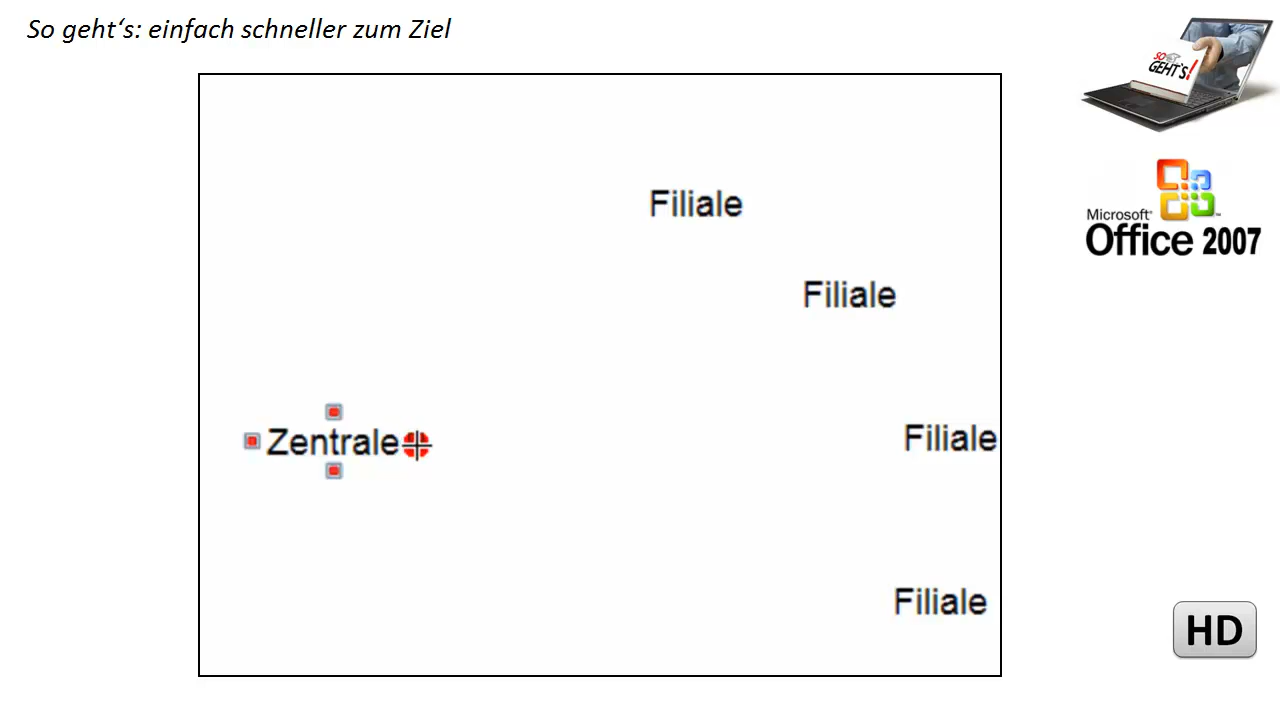 So geht‘s: einfach schneller zum Ziel
SO
GEHT'S!
Microsoft
Office 2007
Filiale
Filiale
Zentrale
Filiale
Filiale
HD